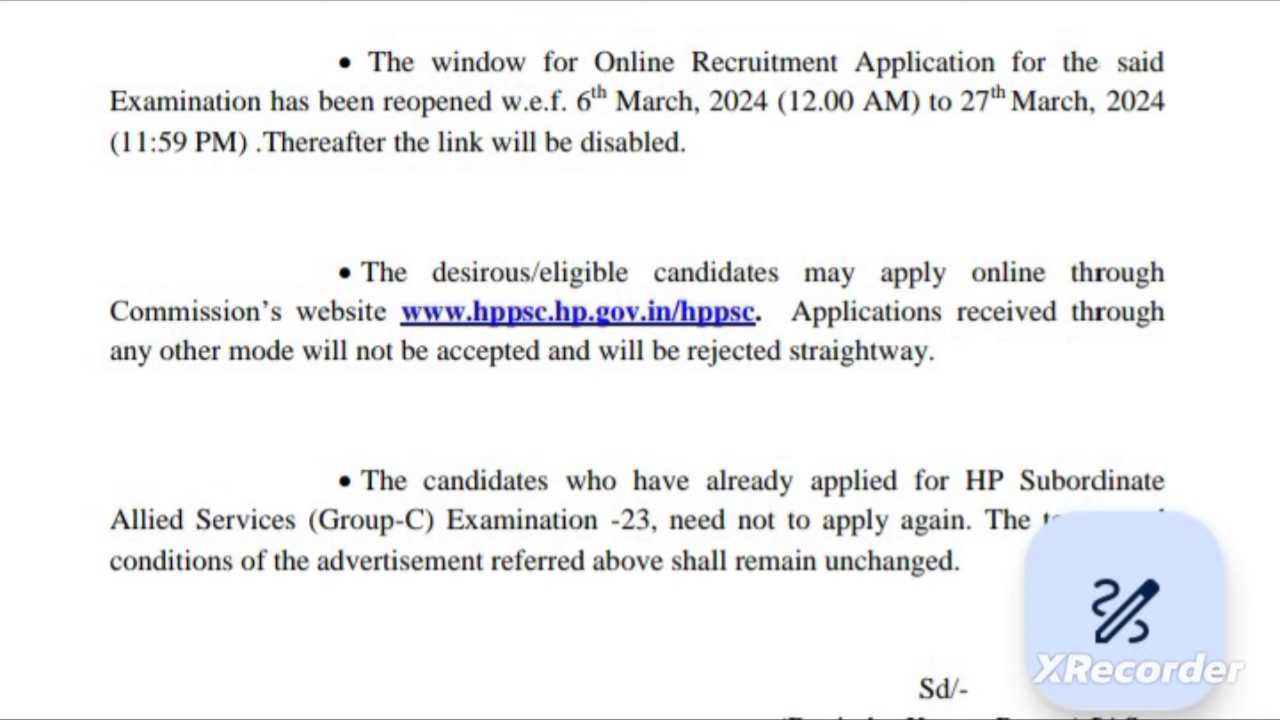 • The window for Online Recruitment Application for the said
Examination has been reopened w.e.f. 6th March, 2024 (12.00 AM) to 27th March, 2024
(11:59 PM) .Thereafter the link will be disabled.
• The desirous/eligible candidates may apply online through
Commission’s website www.hppsc.hp.gov.in/hppsc. Applications received through
any other mode will not be accepted and will be rejected straightway.
• The candidates who have already applied for HP Subordinate
Allied Services (Group-C) Examination -23, need not to apply again. The
conditions of the advertisement referred above shall remain unchanged.
Sd/-
XRecorder